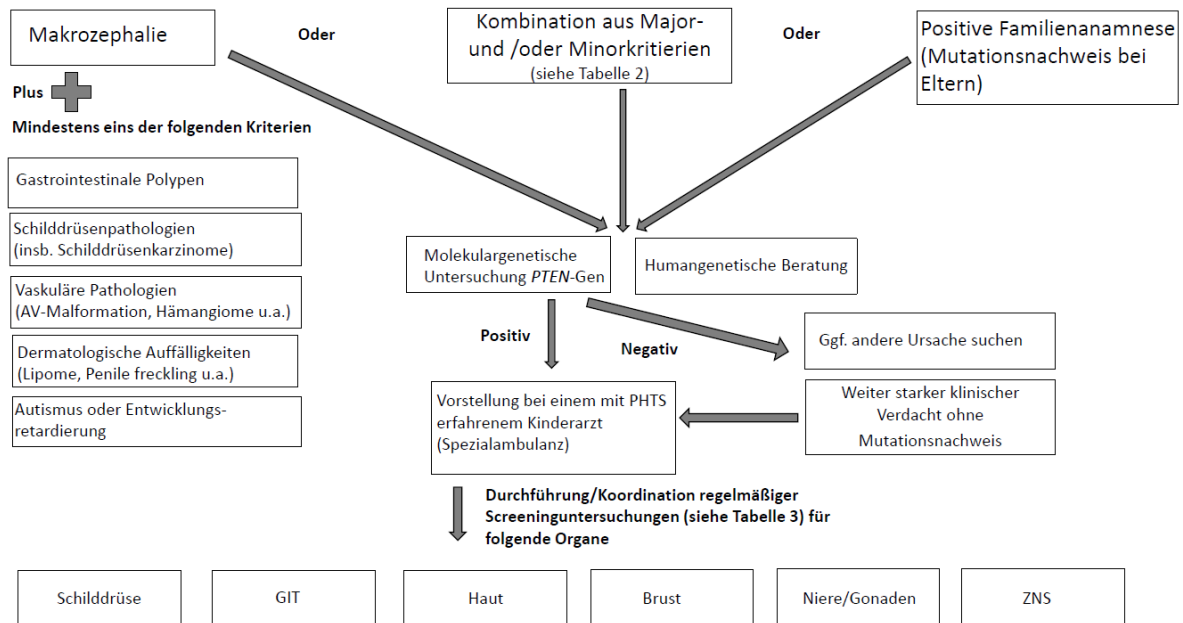 Makrozephalie
Oder
Kombination aus Major-
und /oder Minorkritierien
(siehe Tabelle 2)
Oder
Positive Familienanamnese
(Mutationsnachweis bei
Eltern)
Plus
Mindestens eins der folgenden Kriterien
Gastrointestinale Polypen
Schilddrüsenpathologien
(insb. Schilddrüsenkarzinome)
Vaskuläre Pathologien
(AV-Malformation, Hämangiome u.a.)
Dermatologische Auffälligkeiten
(Lipome, Penile freckling u.a.)
Autismus oder Entwicklungs-
retardierung
Molekulargenetische
Untersuchung PTEN-Gen
Humangenetische Beratung
Positiv
Negativ
Ggf. andere Ursache suchen
Weiter starker klinischer
Verdacht ohne
Mutationsnachweis
Vorstellung bei einem mit PHTS
erfahrenem Kinderarzt
(Spezialambulanz)
Durchführung/Koordination regelmäßiger
Screeninguntersuchungen (siehe Tabelle 3) für
folgende Organe
Schilddrüse
GIT
Haut
Brust
Niere/Gonaden
ZNS